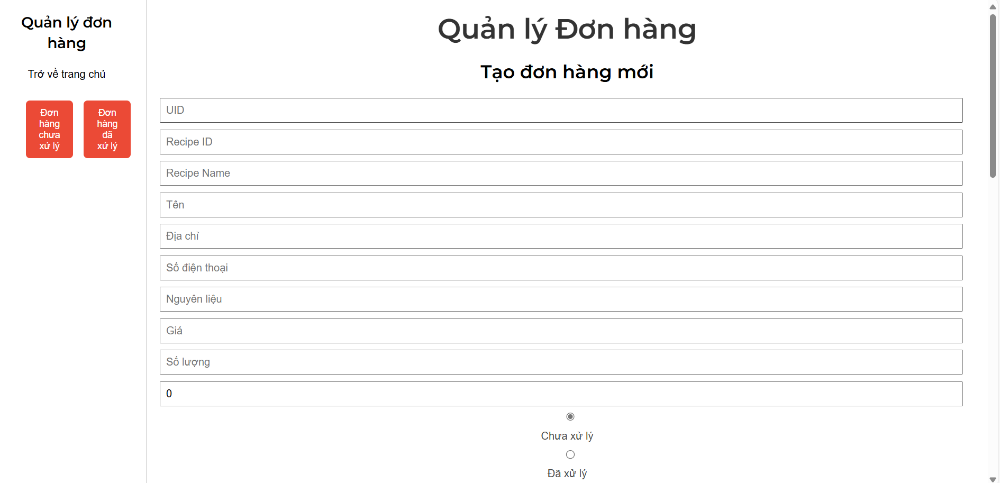 Quản lý đơn
hàng
Trở về trang chủ
Đơn
hàng
chưa
xử lý
Đơn
hàng
đã
xử lý
Quản lý Đơn hàng
Tạo đơn hàng mới
UID
Recipe ID
Recipe Name
Tên
Địa chỉ
Số điện thoại
Nguyên liệu
Giá
Số lượng
0
Chưa xử lý
Đã xử lý